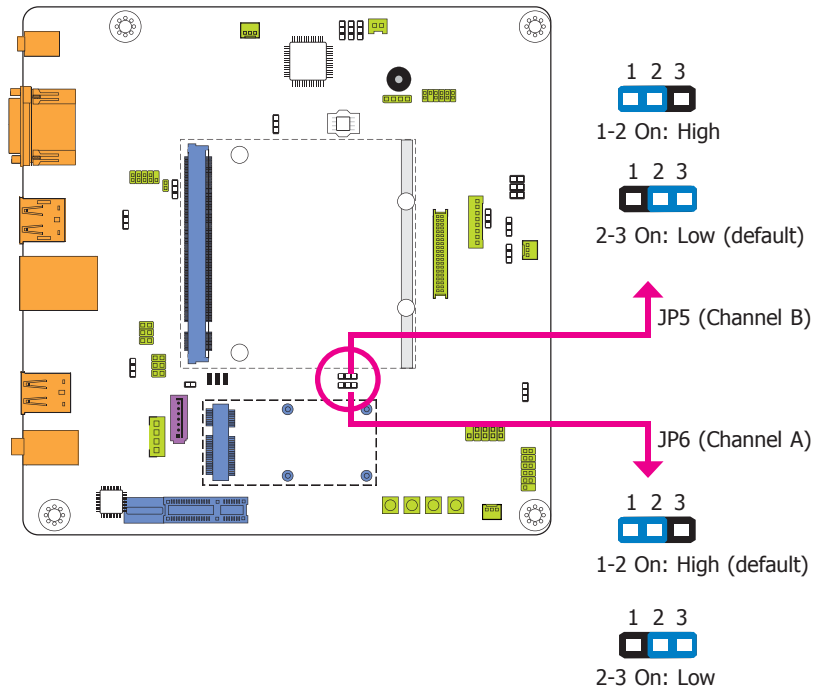 1 2 3
1-2 On: High
1 2 3
2-3 On: Low (default)
JP5 (Channel B)
JP6 (Channel A)
1 2 3
1-2 On: High (default)
1 2 3
2-3 On: Low